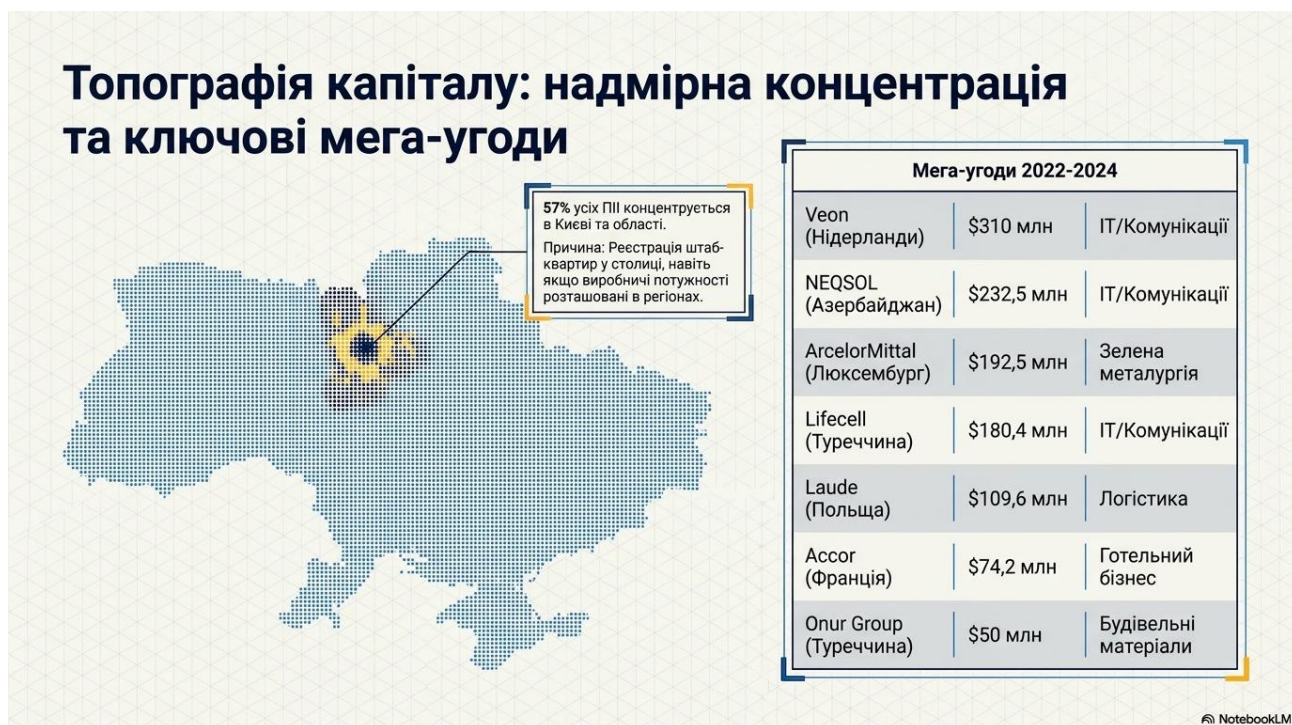 Топографія капіталу: надмірна концентрація
та ключові мега-угоди
57% усіх ПІІ концентрується
в Києві та області.
Причина: Реєстрація штаб-
квартир у столиці, навіть
якщо виробничі потужності
розташовані в регіонах.
Мега-угоди 2022-2024
Veon
(Нідерланди)
$310 млн
ІТ/Комунікації
NEQSOL
(Азербайджан)
$232,5 млн
ІТ/Комунікації
ArcelorMittal
(Люксембург)
$192,5 млн
Зелена
металургія
Lifecell
(Туреччина)
$180,4 млн
ІТ/Комунікації
Laude
(Польща)
$109,6 млн
Логістика
Accor
(Франція)
$74,2 млн
Готельний
бізнес
Onur Group
(Туреччина)
$50 млн
Будівельні
матеріали
NotebookLM